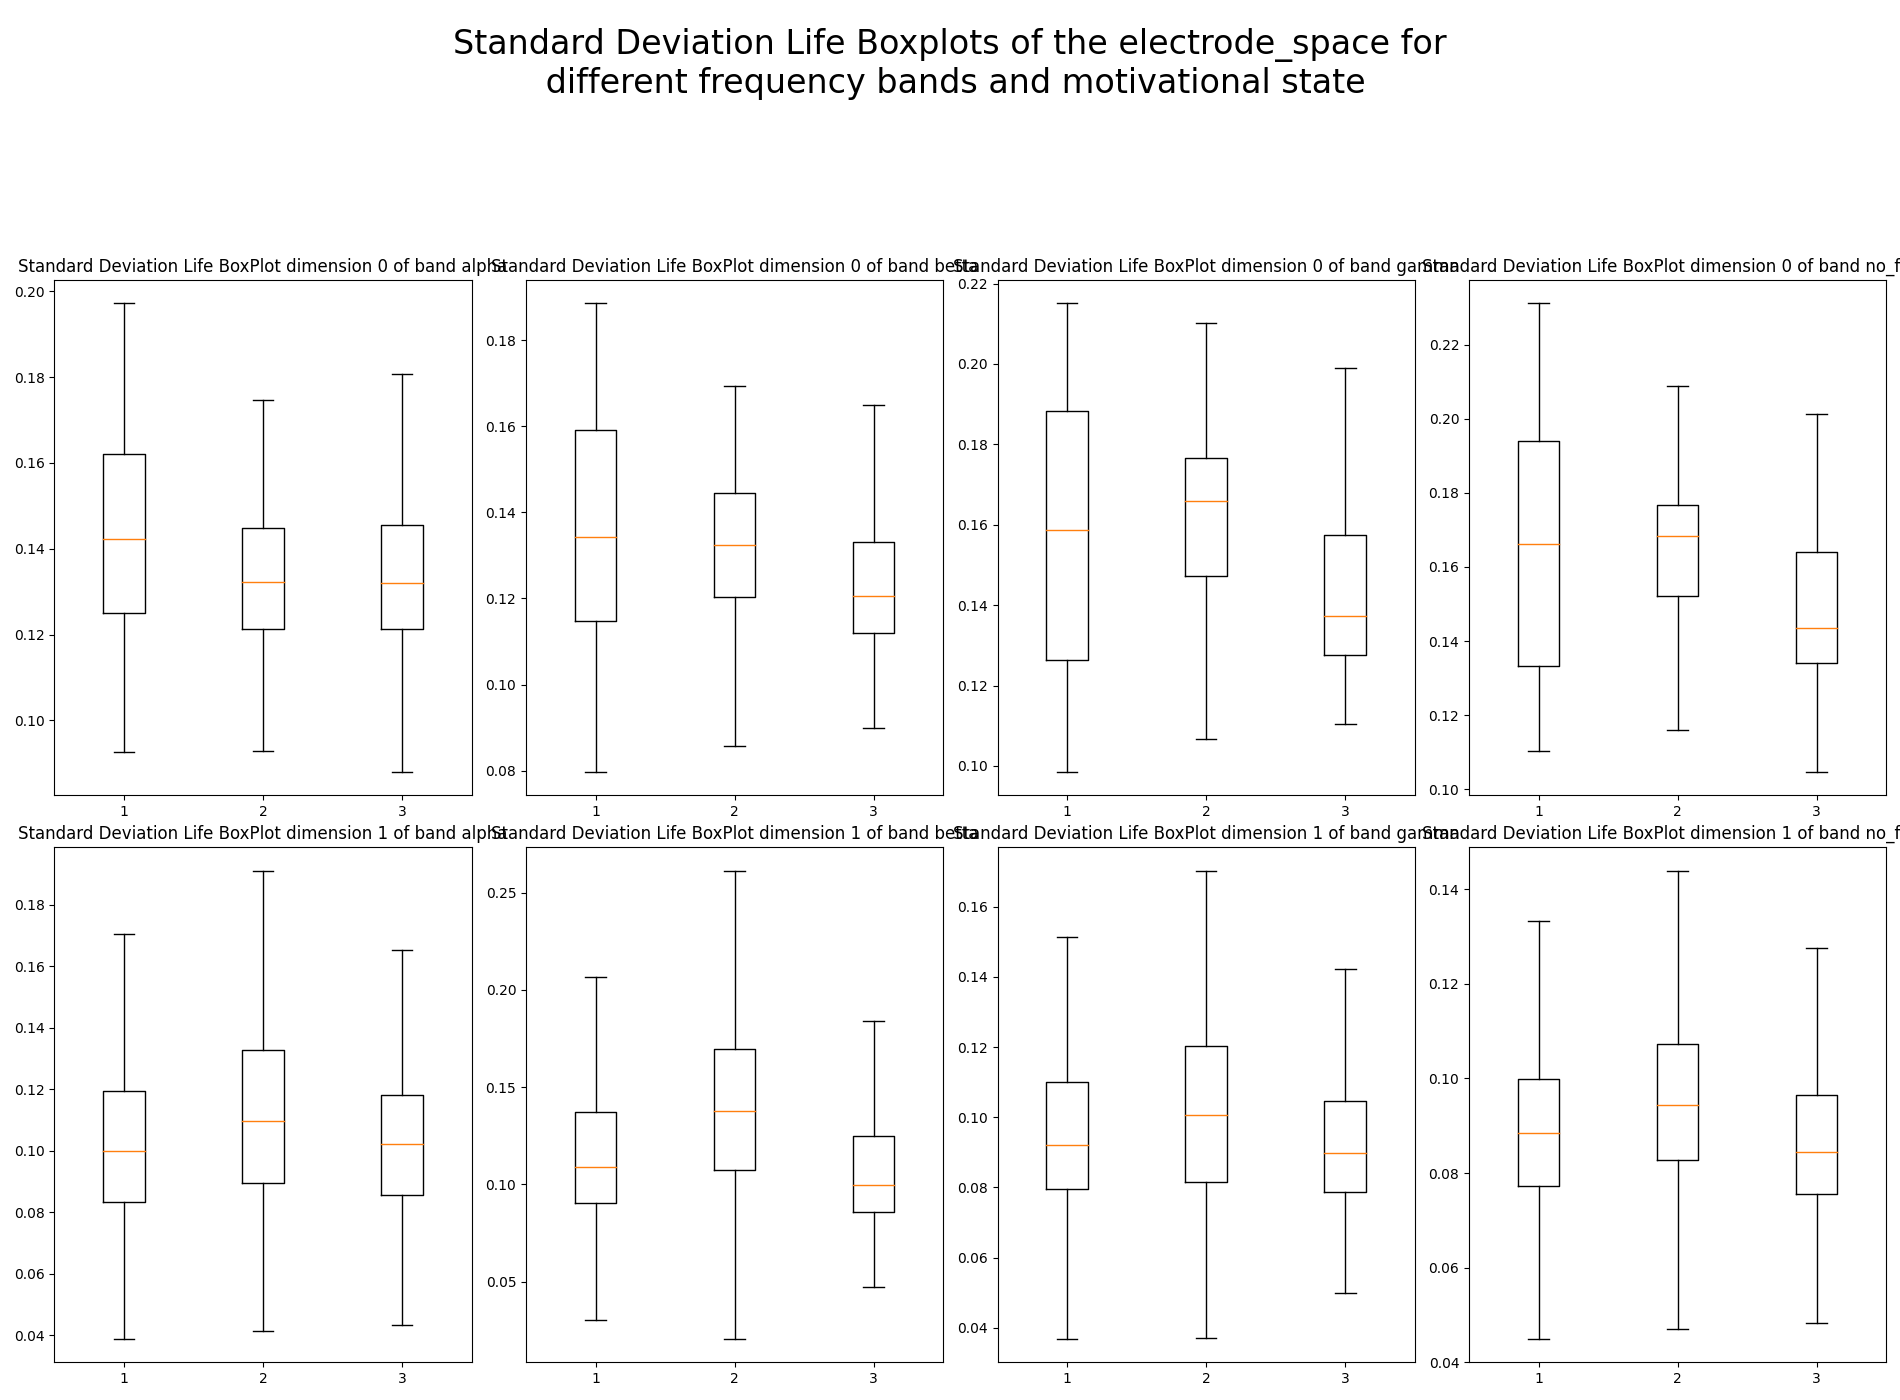 Standard Deviation Life Boxplots of the electrode_space for
different frequency bands and motivational state
Standard Deviation Life BoxPlot dimension 0 of band alpha
0.20
0.18
0.16
0.14
0.12
0.10
1 2 3
Standard Deviation Life BoxPlot dimension 0 of band betta
0.18
0.16
0.14
0.12
0.10
0.08
1 2 3
Standard Deviation Life BoxPlot dimension 0 of band gamma
0.22
0.20
0.18
0.16
0.14
0.12
0.10
1 2 3
Standard Deviation Life BoxPlot dimension 0 of band no_f
0.22
0.20
0.18
0.16
0.14
0.12
0.10
1 2 3
Standard Deviation Life BoxPlot dimension 1 of band alpha
0.18
0.16
0.14
0.12
0.10
0.08
0.06
0.04
1 2 3
Standard Deviation Life BoxPlot dimension 1 of band betta
0.25
0.20
0.15
0.10
0.05
1 2 3
Standard Deviation Life BoxPlot dimension 1 of band gamma
0.16
0.14
0.12
0.10
0.08
0.06
0.04
1 2 3
Standard Deviation Life BoxPlot dimension 1 of band no_f
0.14
0.12
0.10
0.08
0.06
0.04
1 2 3